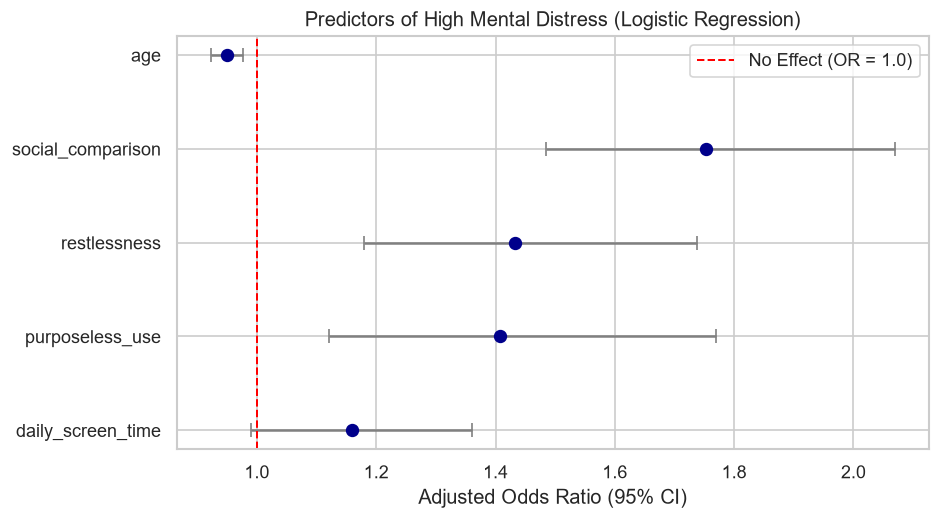 Predictors of High Mental Distress (Logistic Regression)
No Effect (OR = 1.0)
age
social_comparison
restlessness
purposeless_use
daily_screen_time
1.0 1.2 1.4 1.6 1.8 2.0
Adjusted Odds Ratio (95% CI)